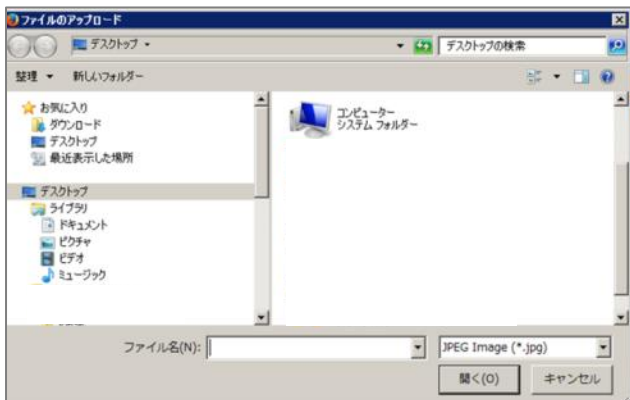 ファイルのアップロード
デスクトップ
デスクトップの検索
整理
新しいフォルダー
お気に入り
ダウンロード
デスクトップ
最近表示した場所
デスクトップ
ライブラリ
ドキュメント
ピクチャ
ビデオ
ミュージック
コンピューター
システム フォルダー
ファイル名(N):
JPEG Image (*.jpg)
開く(O)
キャンセル